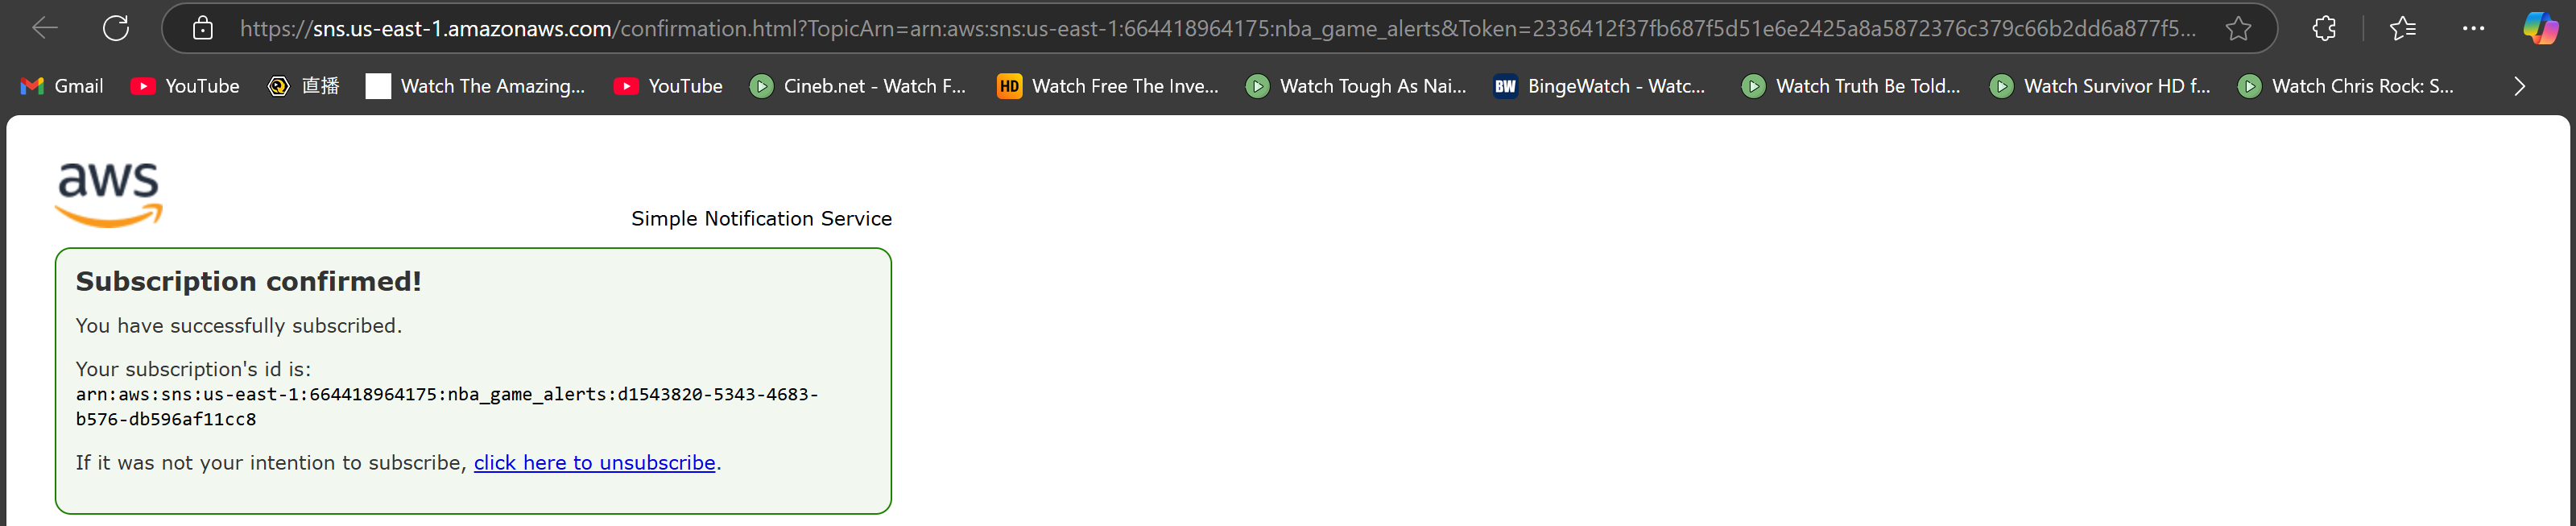 https://sns.us-east-1.amazonaws.com/confirmation.html?TopicArn=arn:aws:sns:us-east-1:664418964175:nba_game_alerts&Token=2336412f37fb687f5d51e6e2425a8a5872376c379c66b2dd6a877f5...
Gmail YouTube 直播 Watch The Amazing... YouTube Cineb.net - Watch F... HD Watch Free The Inve... Watch Tough As Nai... BW BingeWatch - Watc... Watch Truth Be Told... Watch Survivor HD f... Watch Chris Rock: S...
aws
Simple Notification Service
Subscription confirmed!
You have successfully subscribed.
Your subscription's id is:
arn:aws:sns:us-east-1:664418964175:nba_game_alerts:d1543820-5343-4683-
b576-db596af11cc8
If it was not your intention to subscribe, click here to unsubscribe.